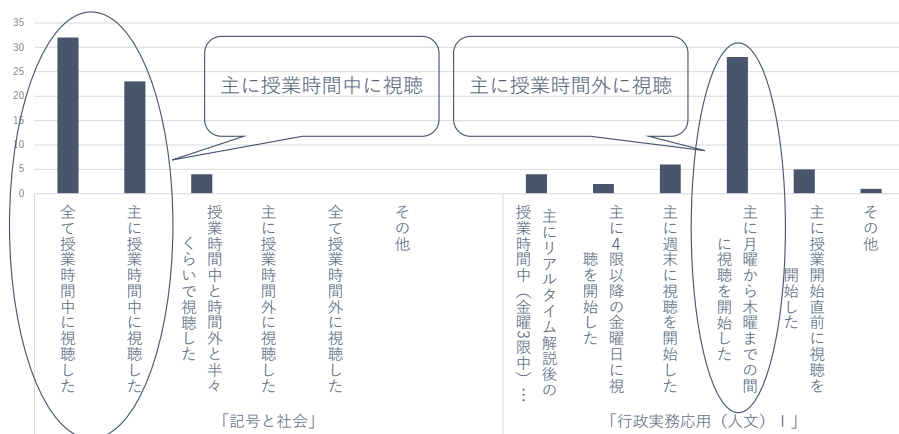 35
30
25
20
15
10
5
0
主に授業時間中に視聴
主に授業時間外に視聴
全て授業時間中に視聴した
主に授業時間中に視聴した
授業時間中と時間外と半々
くらいで視聴した
主に授業時間外に視聴した
全て授業時間外に視聴した
その他
主にリアルタイム解説後の
授業時間中（金曜3限中）…
主に4限以降の金曜日に視
聴を開始した
主に週末に視聴を開始した
主に月曜から木曜までの間
に視聴を開始した
主に授業開始直前に視聴を
開始した
その他
「記号と社会」
「行政実務応用（人文）Ⅰ」